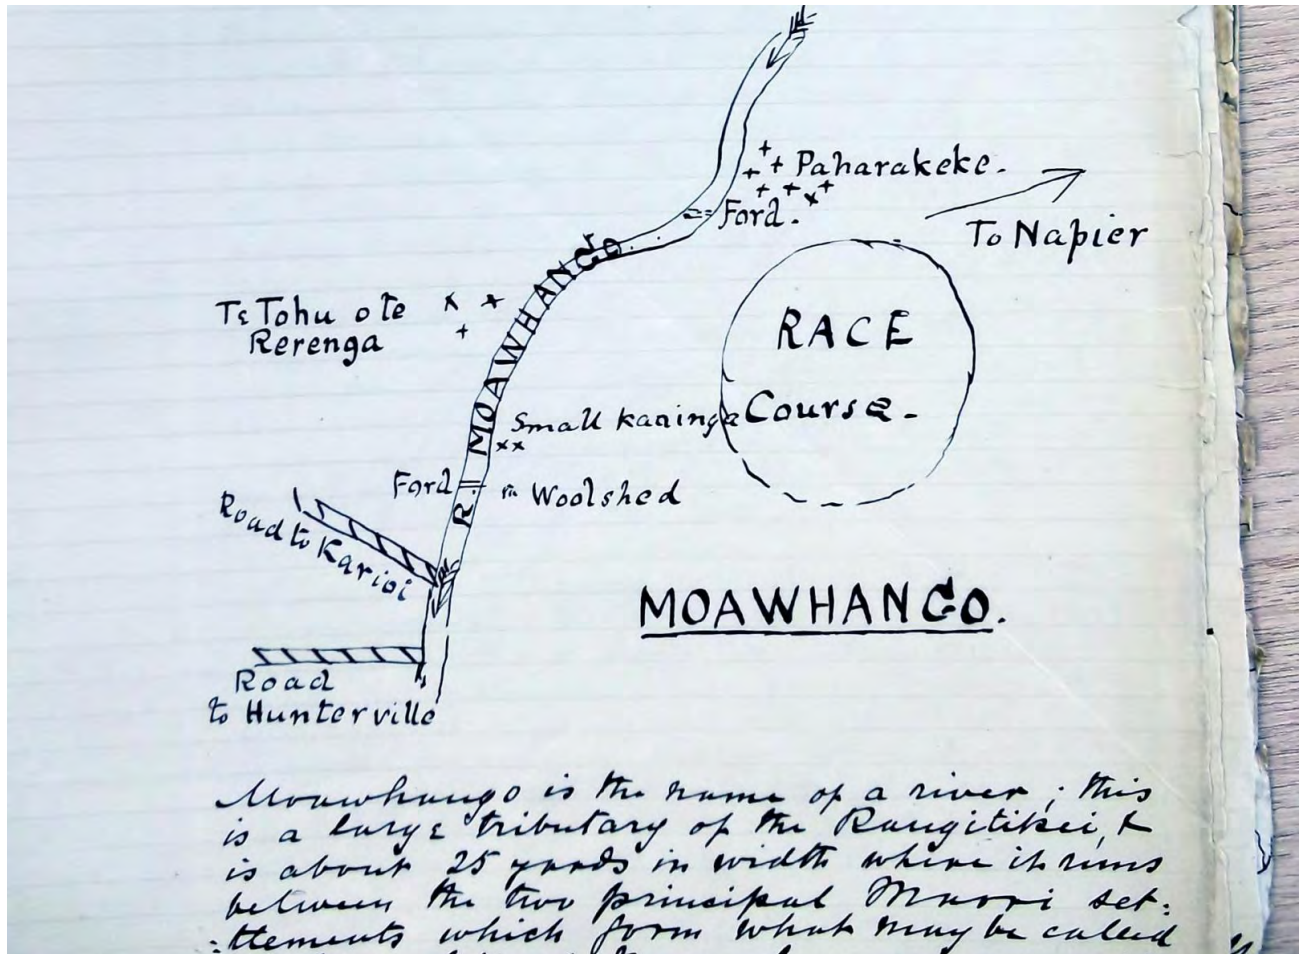 Paharakeke.
Ford.
To Napier
R. MOAWHANGO.
Te Tohu o te
Rerenga
RACE
Course.
Small Kaainga
Ford
Woolshed
Road to Karioi
MOAWHANGO.
Road
to Hunterville
Moawhango is the name of a river; this
is a large tributary of the Rangitikei, &
is about 25 yards in width where it runs
between the two principal Maori set:
:tlements which form what may be called